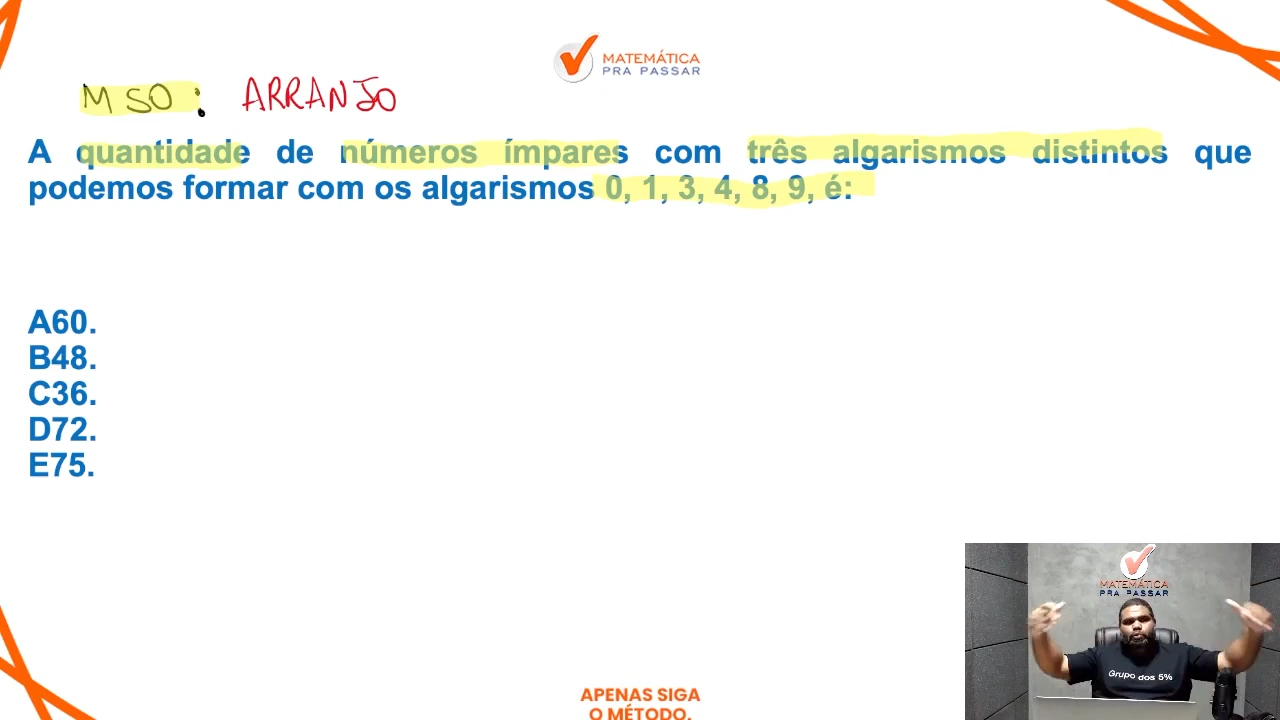 MATEMÁTICA
PRA PASSAR
MSO: ARRANJO
A quantidade de números ímpares com três algarismos distintos que
podemos formar com os algarismos 0, 1, 3, 4, 8, 9, é:
A60.
B48.
C36.
D72.
E75.
MATEMÁTICA
PRA PASSAR
Grupo dos 5%
APENAS SIGA
O MÉTODO.